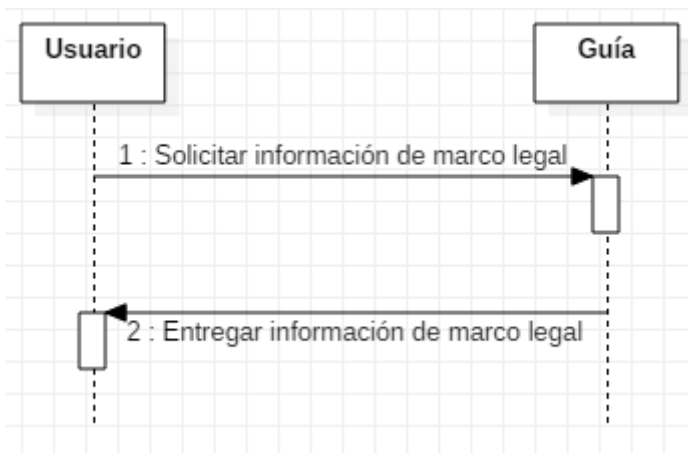 Usuario
Guía
1 : Solicitar información de marco legal
2 : Entregar información de marco legal